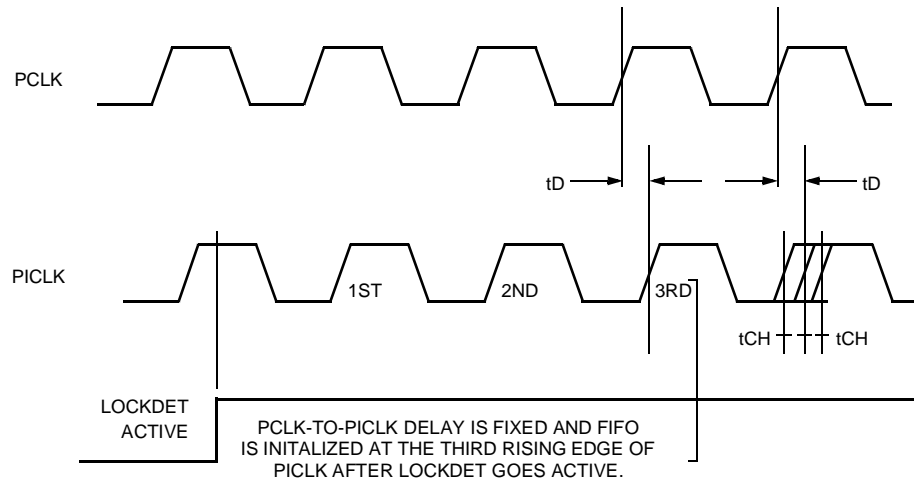 PCLK
tD
tD
PICLK
1ST
2ND
3RD
tCH
tCH
LOCKDET
ACTIVE
PCLK-TO-PICLK DELAY IS FIXED AND FIFO
IS INITALIZED AT THE THIRD RISING EDGE OF
PICLK AFTER LOCKDET GOES ACTIVE.